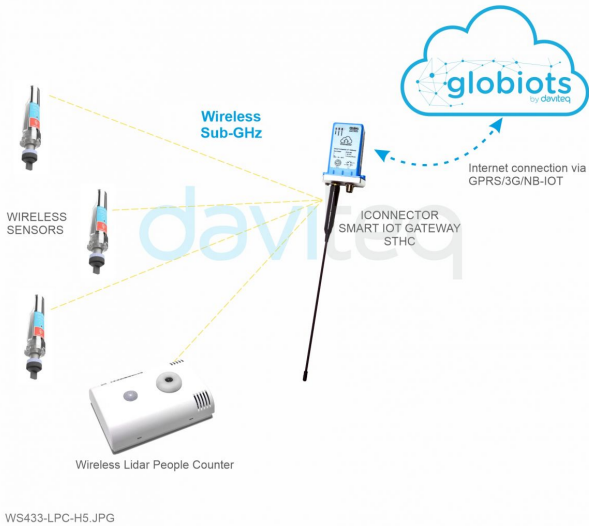 globiots
by daviteq
Wireless
Sub-GHz
Internet connection via
GPRS/3G/NB-IOT
WIRELESS
SENSORS
ICONNECTOR
SMART IOT GATEWAY
STHC
daviteq
Wireless Lidar People Counter
WS433-LPC-H5.JPG